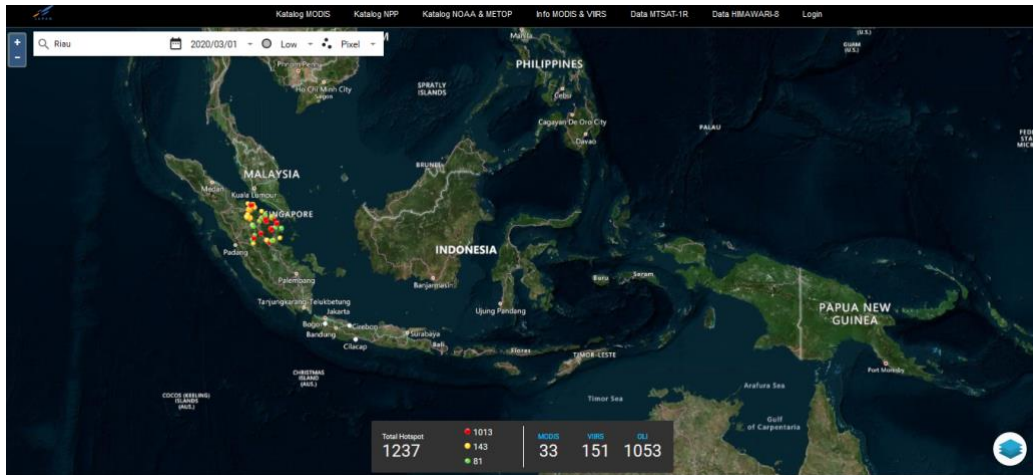 Katalog MODIS Katalog NPP Katalog NOAA & METOP Info MODIS & VIIRS Data MTSAT-1R Data HIMAWARI-8 Login
+
-
Riau 2020/03/01 Low Pixel
Manila
GUAM
(U.S.)
PHILIPPINES
Ho Chi Minh City
Saigon
SPRATLY
ISLANDS
Cebu
Cagayan De Oro City
Davao
PALAU
BRUNEI
MALAYSIA
Medan
Kuala Lumpur
SINGAPORE
INDONESIA
Padang
Palembang
Banjarmasin
Buru
Seram
Tanjungkarang-Telukbetung
Jakarta
Ujung Pandang
PAPUA NEW
GUINEA
Bogor
Cirebon
Surabaya
Bandung
Bali
Cilacap
Flores
TIMOR-LESTE
Port Moresby
CHRISTMAS
ISLAND
(AUS.)
COCOS (KEELING)
ISLANDS
(AUS.)
Timor Sea
Arafura Sea
Gulf
of Carpentaria
Total Hotspot
1237
1013
143
81
MODIS
33
VIIRS
151
OLI
1053